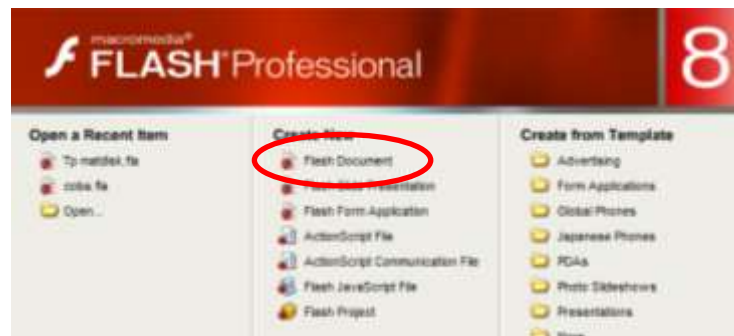 macromedia®
FLASH® Professional 8
Open a Recent Item
Tp matdisk.fla
coba.fla
Open...
Create New
Flash Document
Flash Slide Presentation
Flash Form Application
ActionScript File
ActionScript Communication File
Flash JavaScript File
Flash Project
Create from Template
Advertising
Form Applications
Global Phones
Japanese Phones
PDAs
Photo Slideshows
Presentations